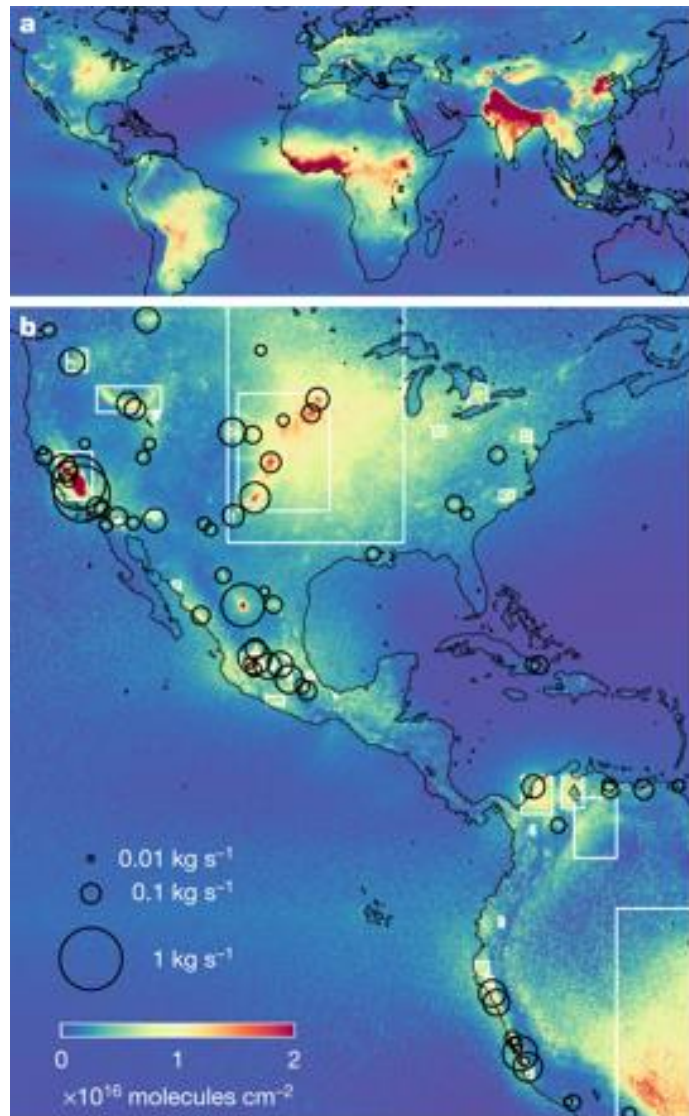 a
b
0.01 kg s⁻¹
0.1 kg s⁻¹
1 kg s⁻¹
0 1 2
×10¹⁶ molecules cm⁻²